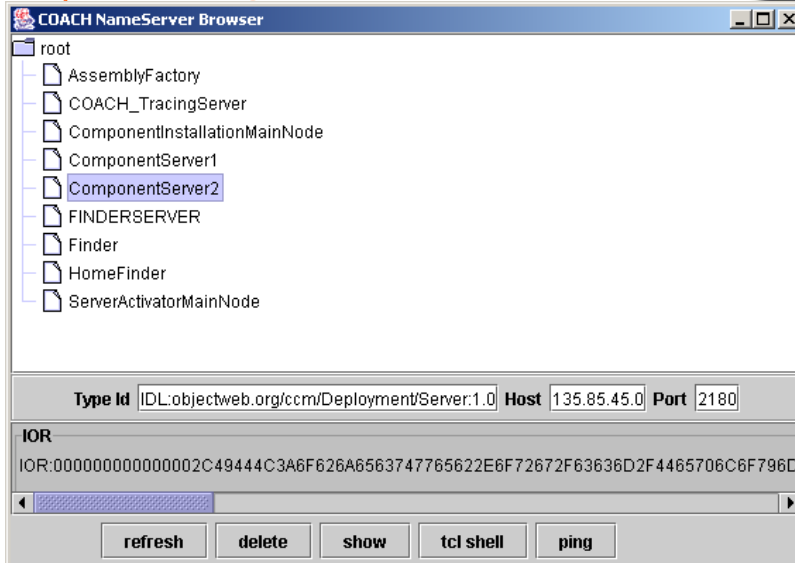 COACH NameServer Browser
root
AssemblyFactory
COACH_TracingServer
ComponentInstallationMainNode
ComponentServer1
ComponentServer2
FINDERSERVER
Finder
HomeFinder
ServerActivatorMainNode
Type Id IDL:objectweb.org/ccm/Deployment/Server:1.0 Host 135.85.45.0 Port 2180
IOR
IOR:000000000000002C49444C3A6F626A6563747765622E6F72672F63636D2F4465706C6F796D
refresh delete show tcl shell ping